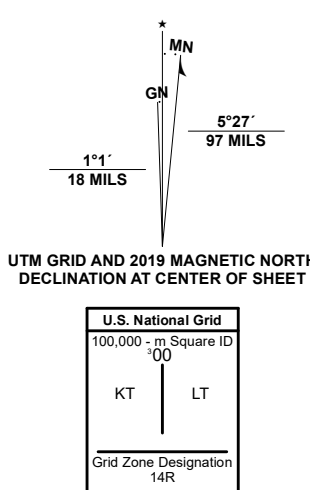 ★
MN
GN
5°27´
97 MILS
1°1´
18 MILS
UTM GRID AND 2019 MAGNETIC NORTH
DECLINATION AT CENTER OF SHEET
U.S. National Grid
100,000 - m Square ID
³00
KT LT
Grid Zone Designation
14R